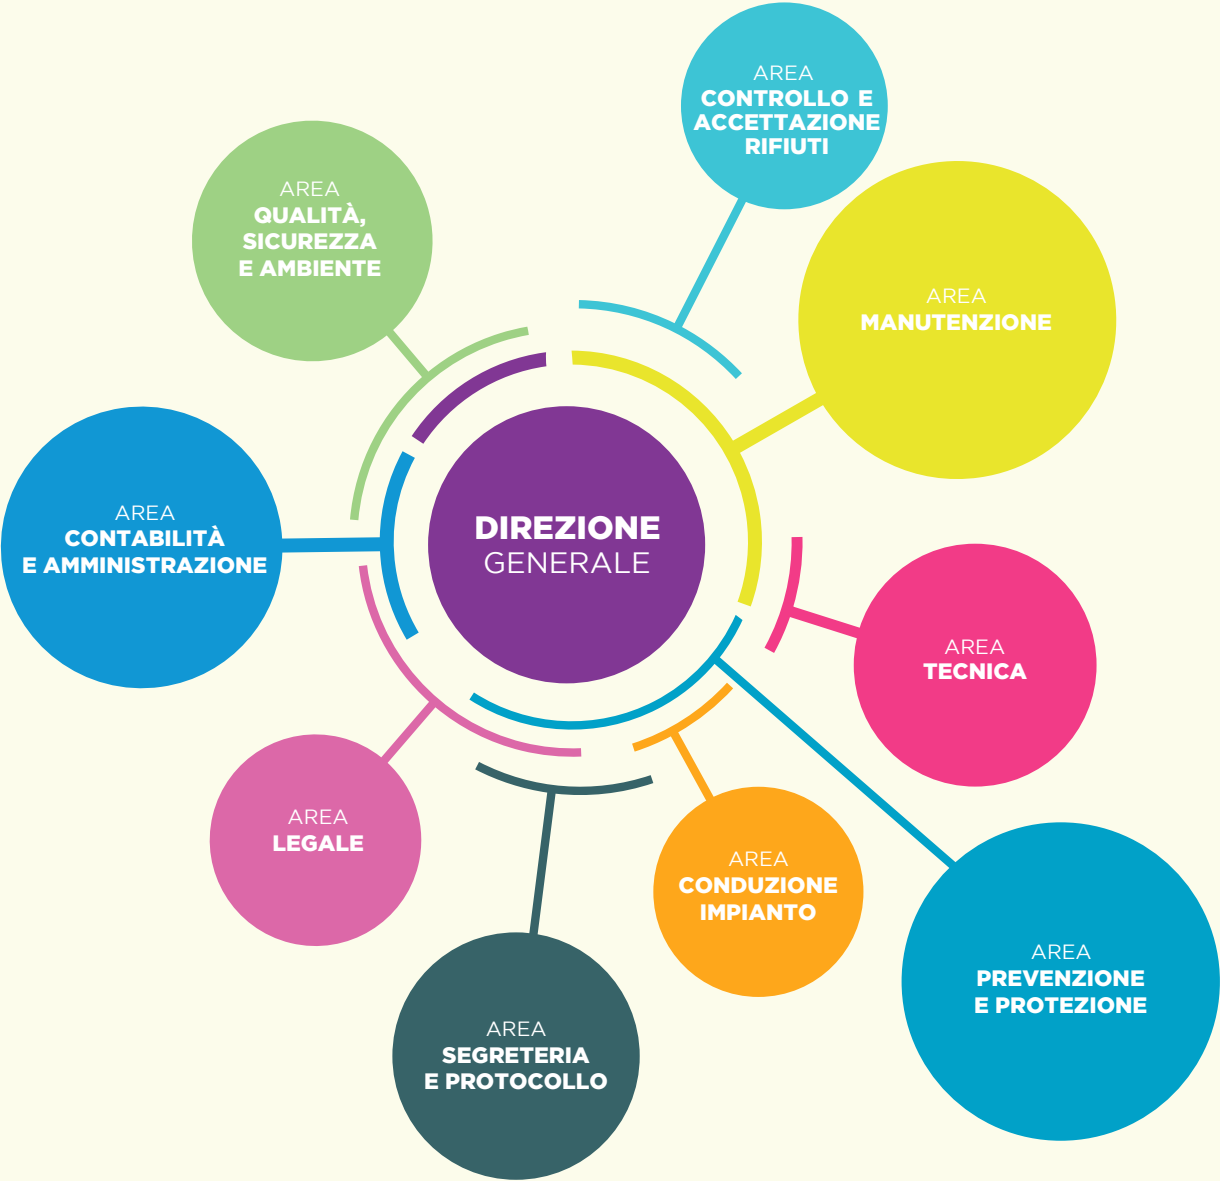 AREA
CONTROLLO E
ACCETTAZIONE
RIFIUTI
AREA
QUALITÀ,
SICUREZZA
E AMBIENTE
AREA
MANUTENZIONE
AREA
CONTABILITÀ
E AMMINISTRAZIONE
DIREZIONE
GENERALE
AREA
TECNICA
AREA
LEGALE
AREA
CONDUZIONE
IMPIANTO
AREA
PREVENZIONE
E PROTEZIONE
AREA
SEGRETERIA
E PROTOCOLLO